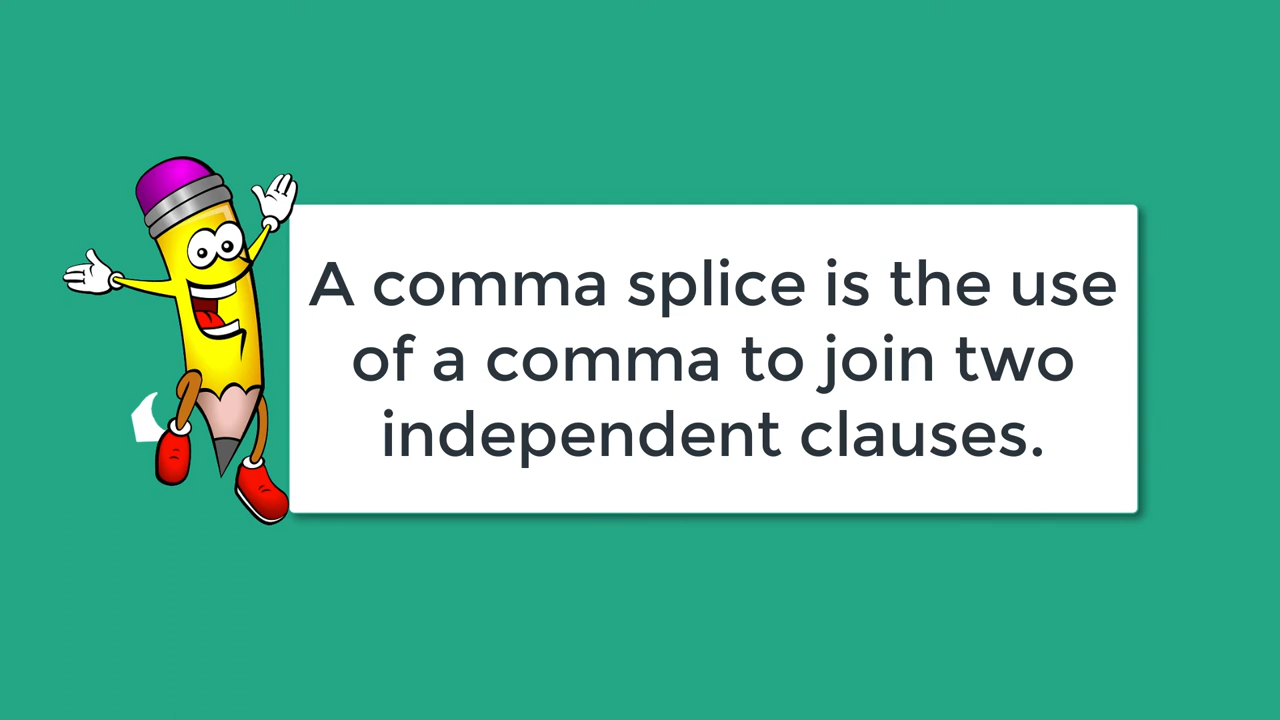 A comma splice is the use
of a comma to join two
independent clauses.